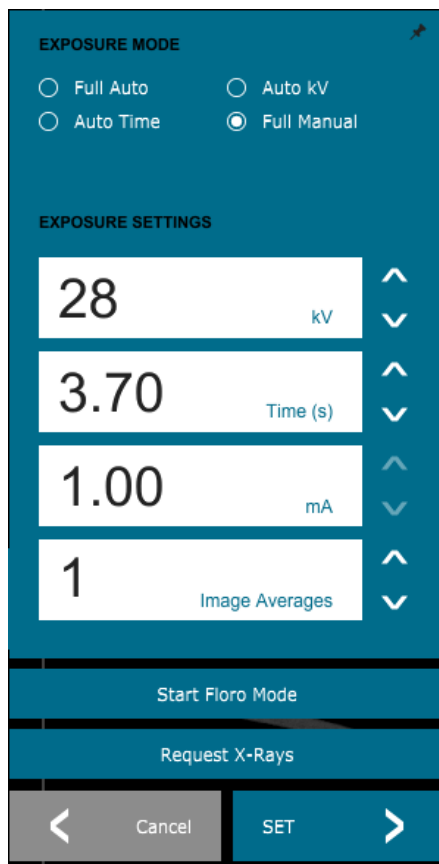 EXPOSURE MODE
Full Auto
Auto kV
Auto Time
Full Manual
EXPOSURE SETTINGS
28
kV
3.70
Time (s)
1.00
mA
1
Image Averages
Start Floro Mode
Request X-Rays
Cancel
SET